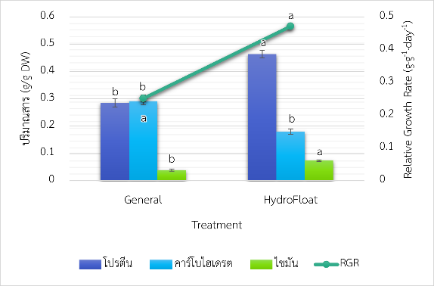 0.6
0.5
0.4
0.3
0.2
0.1
0
ปริมาณสาร (g/g DW)
b
b
a
b
a
a
b
a
0.5
0.4
0.3
0.2
0.1
0
Relative Growth Rate (g·g⁻¹·day⁻¹)
General
HydroFloat
Treatment
โปรตีน
คาร์โบไฮเดรต
ไขมัน
RGR